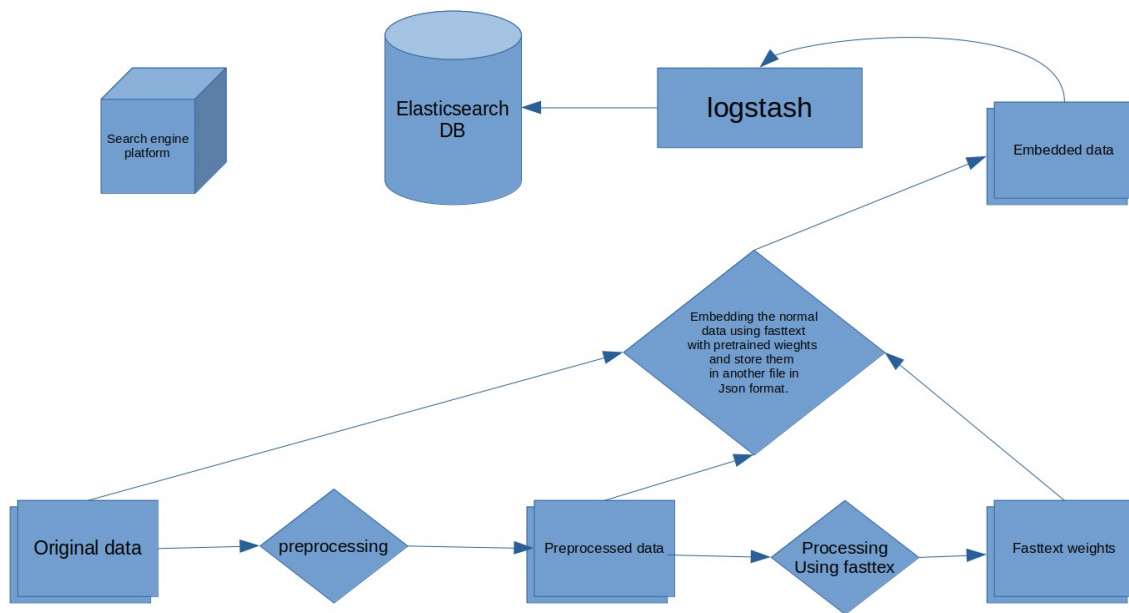 Search engine
platform
Elasticsearch
DB
logstash
Embedded data
Embedding the normal
data using fasttext
with pretrained wieghts
and store them
in another file in
Json format.
Original data
preprocessing
Preprocessed data
Processing
Using fasttex
Fasttext weights